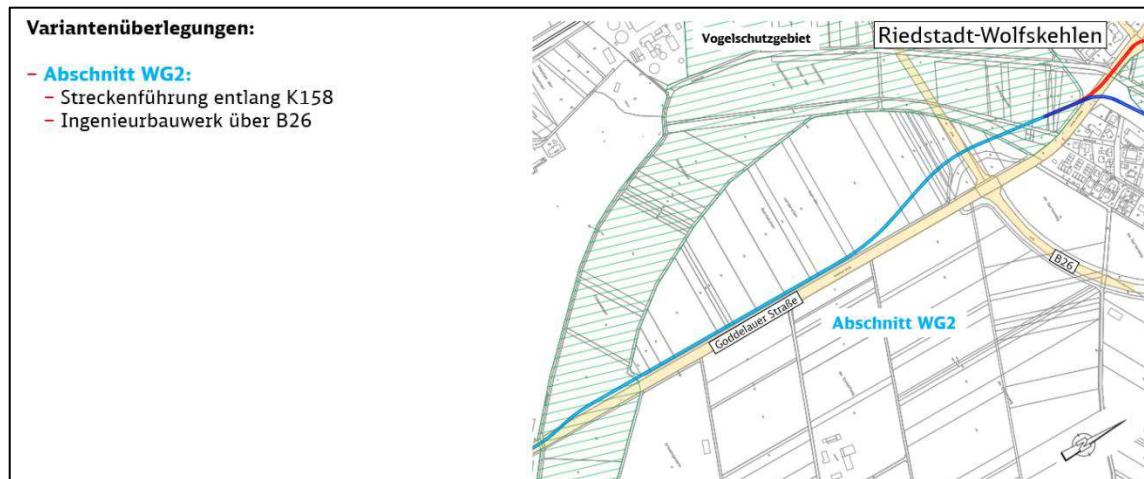 Variantenüberlegungen:
– Abschnitt WG2:
– Streckenführung entlang K158
– Ingenieurbauwerk über B26
Vogelschutzgebiet
Riedstadt-Wolfskehlen
B26
Goddelauer Straße
Abschnitt WG2